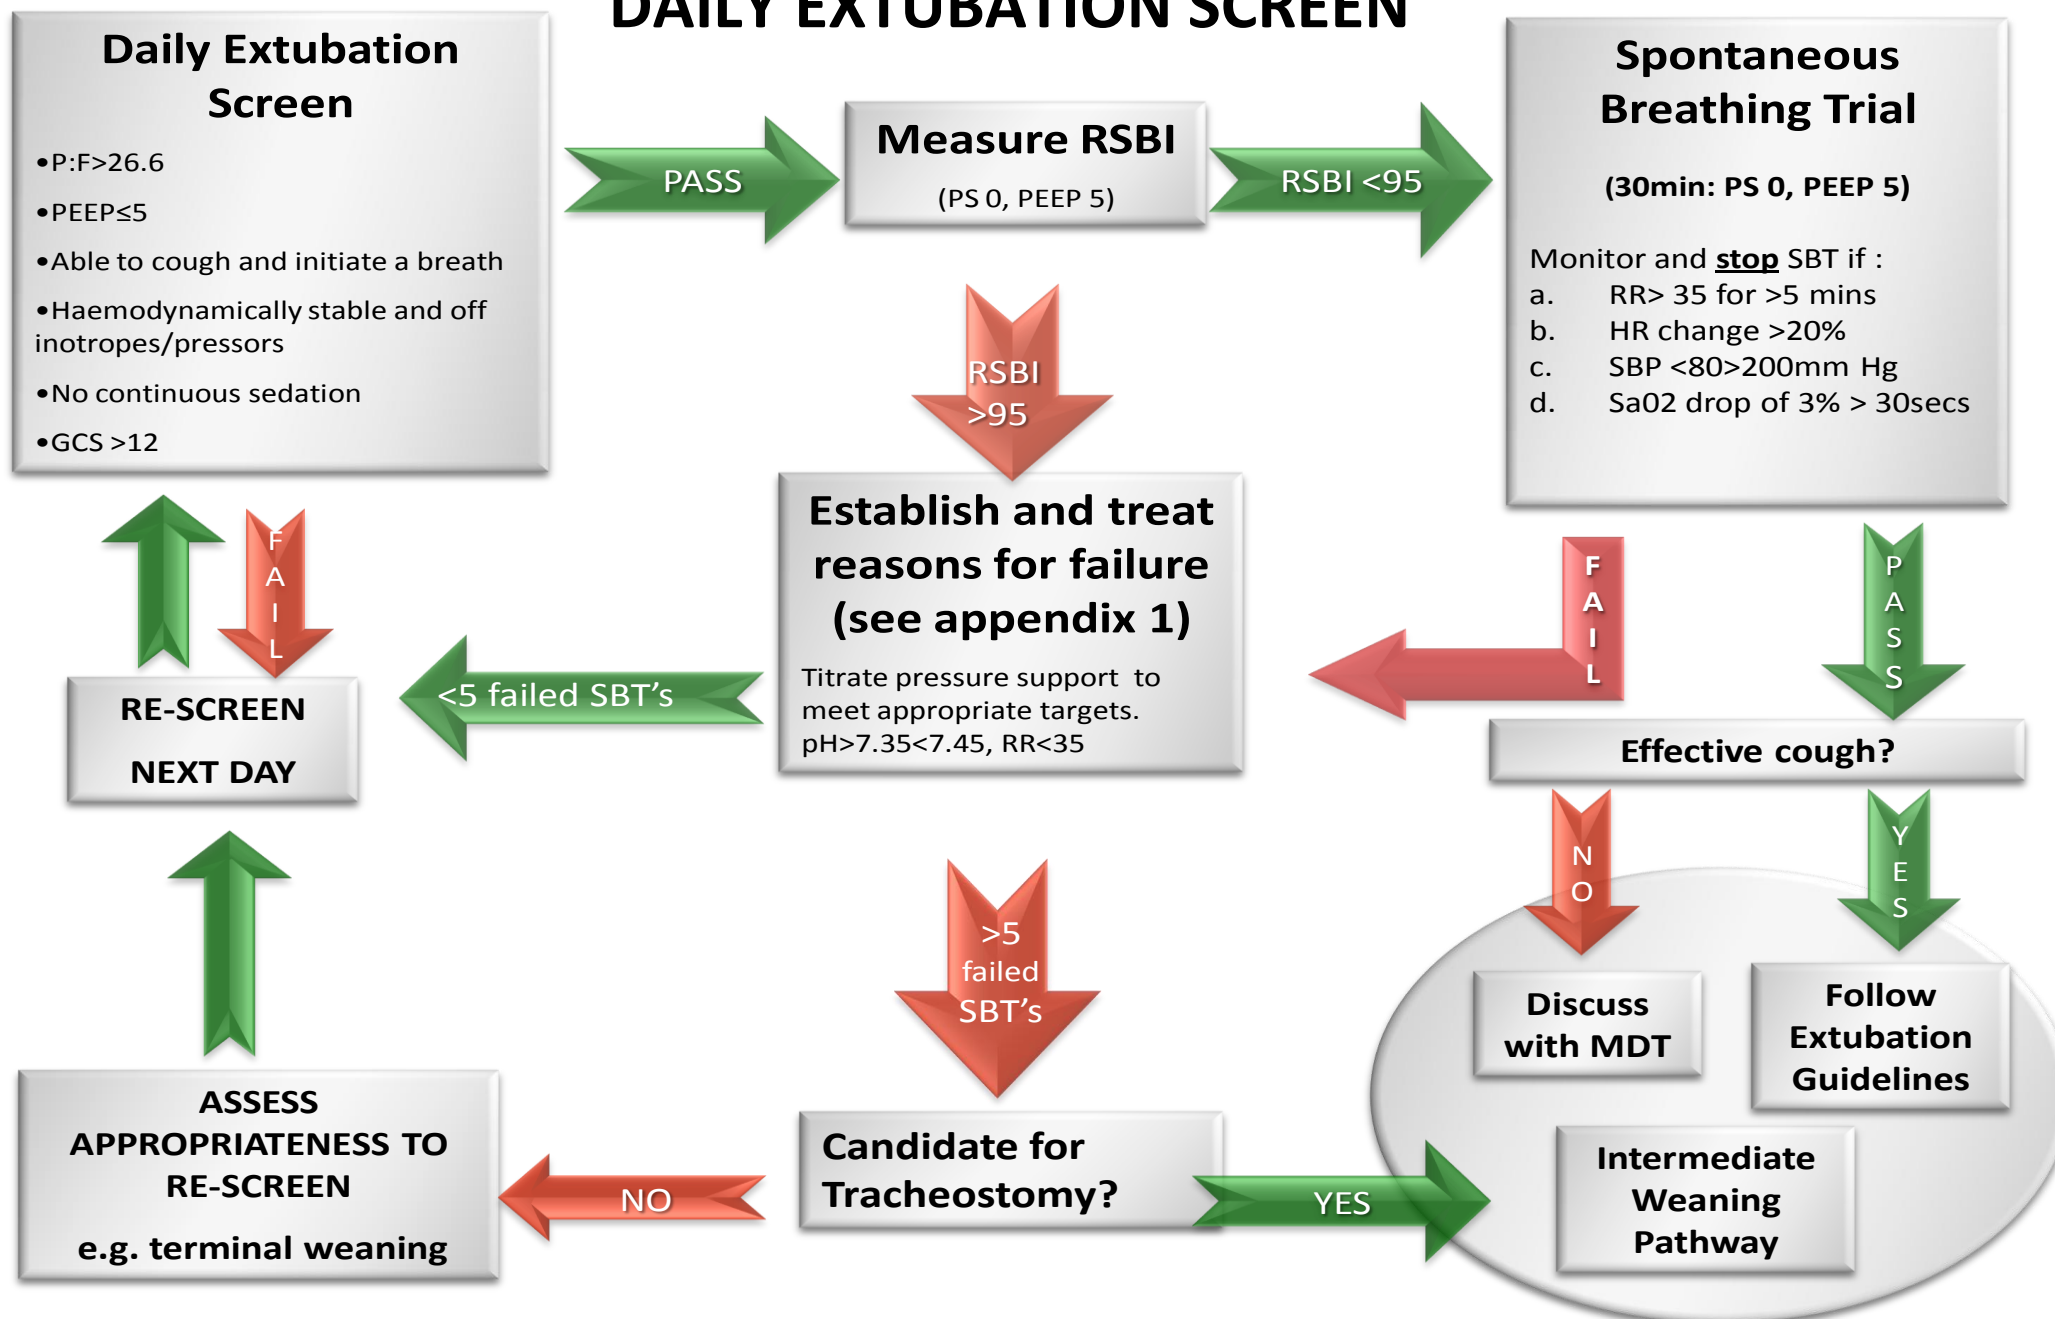 DAILY EXTUBATION SCREEN
Daily Extubation
Screen
•P:F>26.6
•PEEP≤5
•Able to cough and initiate a breath
•Haemodynamically stable and off
inotropes/pressors
•No continuous sedation
•GCS >12
PASS
Measure RSBI
(PS 0, PEEP 5)
RSBI <95
Spontaneous
Breathing Trial
(30min: PS 0, PEEP 5)
Monitor and stop SBT if :
a. RR> 35 for >5 mins
b. HR change >20%
c. SBP <80>200mm Hg
d. Sa02 drop of 3% > 30secs
RSBI
>95
Establish and treat
reasons for failure
(see appendix 1)
Titrate pressure support to
meet appropriate targets.
pH>7.35<7.45, RR<35
F
A
I
L
F
A
I
L
P
A
S
S
<5 failed SBT's
RE-SCREEN
NEXT DAY
Effective cough?
N
O
Y
E
S
>5
failed
SBT's
Discuss
with MDT
Follow
Extubation
Guidelines
ASSESS
APPROPRIATENESS TO
RE-SCREEN
e.g. terminal weaning
NO
Candidate for
Tracheostomy?
YES
Intermediate
Weaning
Pathway